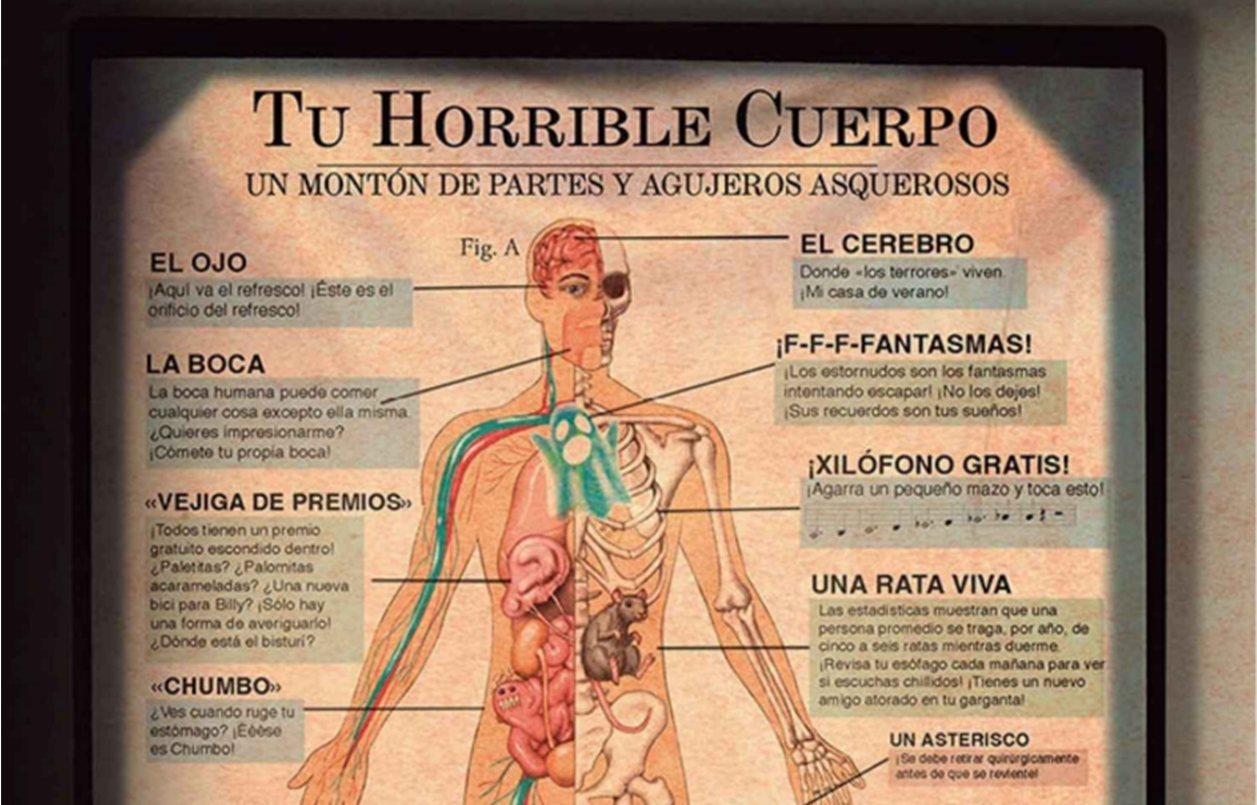 TU HORRIBLE CUERPO
UN MONTÓN DE PARTES Y AGUJEROS ASQUEROSOS
Fig. A
EL OJO
¡Aquí va el refresco! ¡Éste es el
orificio del refresco!
LA BOCA
La boca humana puede comer
cualquier cosa excepto ella misma.
¿Quieres impresionarme?
¡Cómete tu propia boca!
«VEJIGA DE PREMIOS»
¡Todos tienen un premio
gratuito escondido dentro!
¿Paletitas? ¿Palomitas
acarameladas? ¿Una nueva
bici para Billy? ¡Sólo hay
una forma de averiguarlo!
¿Dónde está el bisturí?
«CHUMBO»
¿Ves cuando ruge tu
estómago? ¡Éëëse
es Chumbo!
EL CEREBRO
Donde «los terrores» viven.
¡Mi casa de verano!
¡F-F-F-FANTASMAS!
¡Los estornudos son los fantasmas
intentando escapar! ¡No los dejes!
¡Sus recuerdos son tus sueños!
¡XILÓFONO GRATIS!
¡Agarra un pequeño mazo y toca esto!
UNA RATA VIVA
Las estadísticas muestran que una
persona promedio se traga, por año, de
cinco a seis ratas mientras duerme.
¡Revisa tu esófago cada mañana para ver
si escuchas chillidos! ¡Tienes un nuevo
amigo atorado en tu garganta!
UN ASTERISCO
¡Se debe retirar quirúrgicamente
antes de que se reviente!